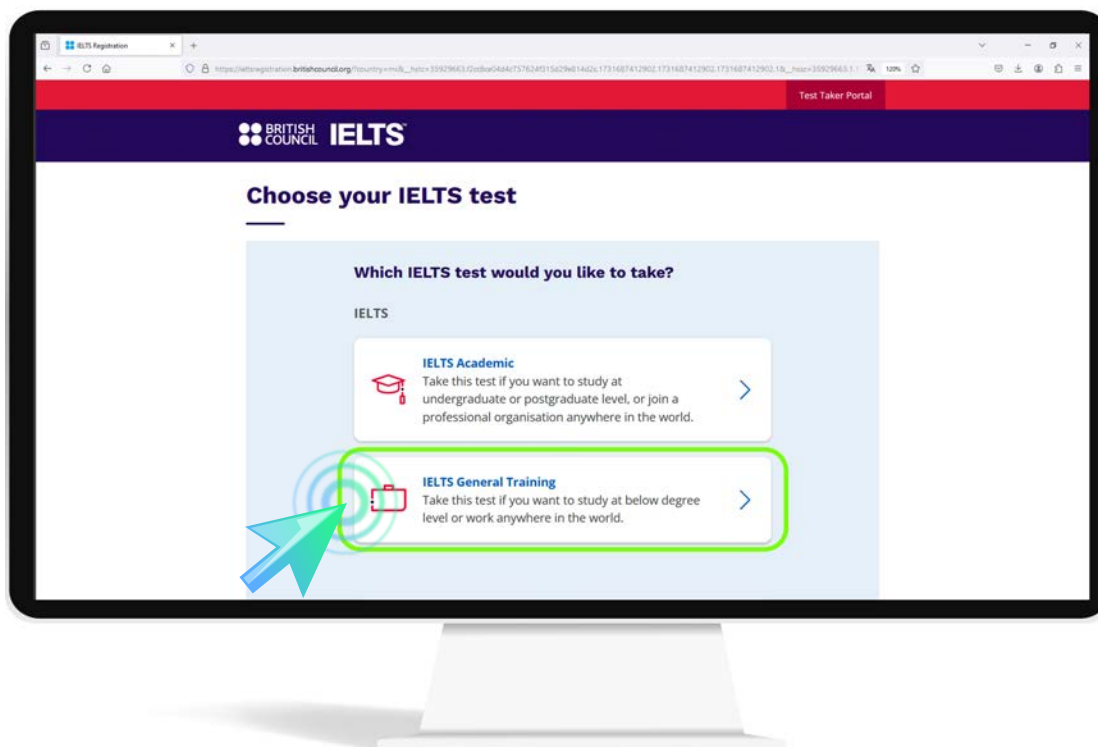 IELTS Registration
120%
Test Taker Portal
BRITISH
COUNCIL
IELTS™
Choose your IELTS test
Which IELTS test would you like to take?
IELTS
IELTS Academic
Take this test if you want to study at
undergraduate or postgraduate level, or join a
professional organisation anywhere in the world.
IELTS General Training
Take this test if you want to study at below degree
level or work anywhere in the world.